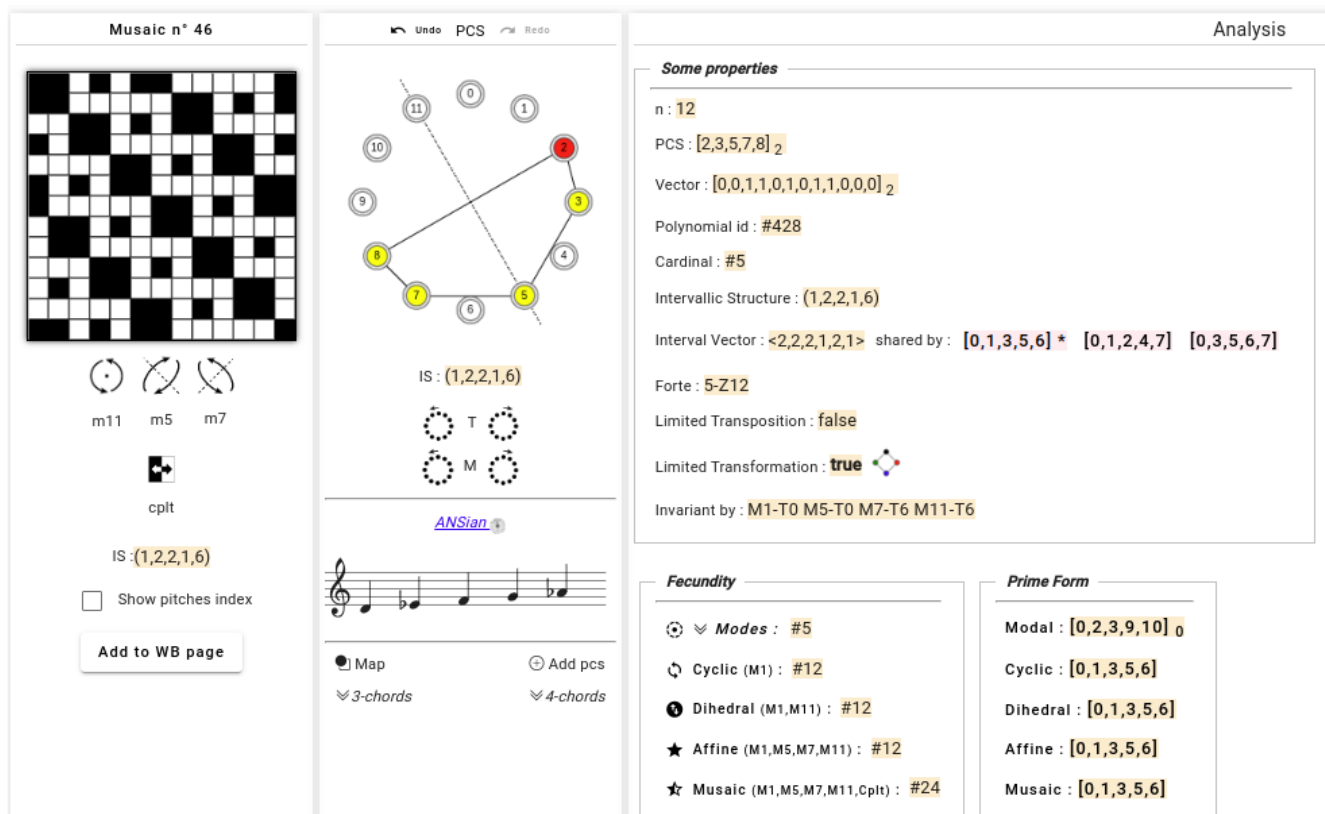 Musaic n° 46
m11
m5
m7
cplt
IS :(1,2,2,1,6)
Show pitches index
Add to WB page
Undo PCS Redo
0
1
2
3
4
5
6
7
8
9
10
11
IS : (1,2,2,1,6)
T
M
ANSian
Map
Add pcs
3-chords
4-chords
Analysis
Some properties
n : 12
PCS : [2,3,5,7,8] 2
Vector : [0,0,1,1,0,1,0,1,1,0,0,0] 2
Polynomial id : #428
Cardinal : #5
Intervallic Structure : (1,2,2,1,6)
Interval Vector : <2,2,2,1,2,1> shared by : [0,1,3,5,6] * [0,1,2,4,7] [0,3,5,6,7]
Forte : 5-Z12
Limited Transposition : false
Limited Transformation : true
Invariant by : M1-T0 M5-T0 M7-T6 M11-T6
Fecundity
Modes : #5
Cyclic (M1) : #12
Dihedral (M1,M11) : #12
Affine (M1,M5,M7,M11) : #12
Musaic (M1,M5,M7,M11,Cplt) : #24
Prime Form
Modal : [0,2,3,9,10] 0
Cyclic : [0,1,3,5,6]
Dihedral : [0,1,3,5,6]
Affine : [0,1,3,5,6]
Musaic : [0,1,3,5,6]